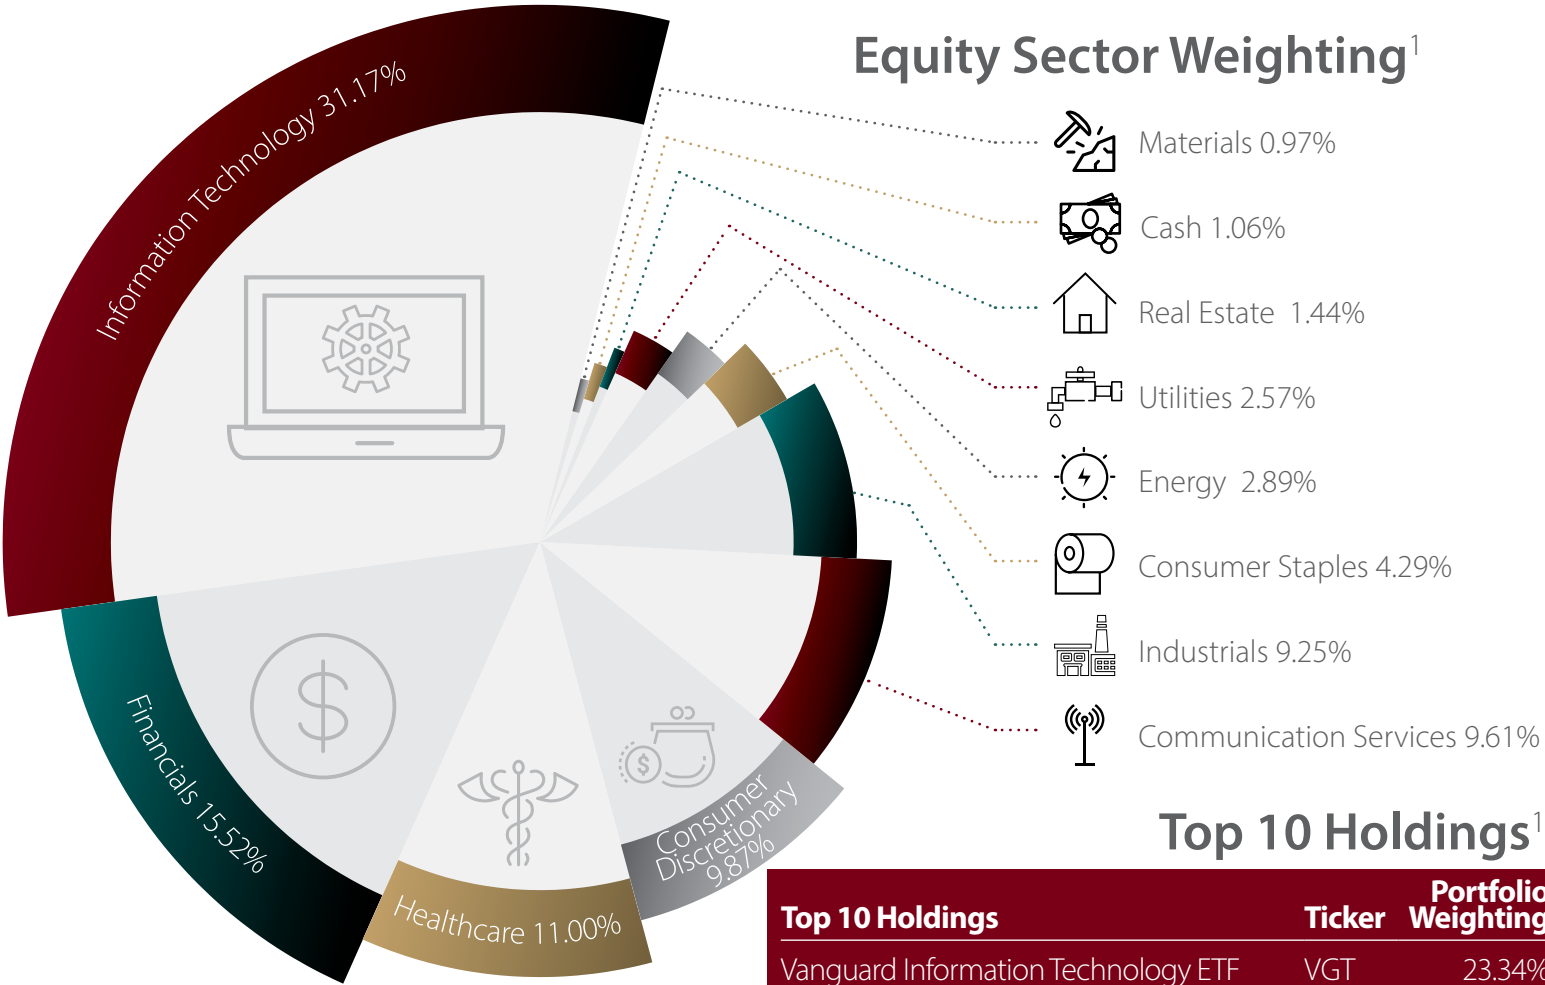 Equity Sector Weighting1
Information Technology 31.17%
Materials 0.97%
Cash 1.06%
Real Estate 1.44%
Utilities 2.57%
Energy 2.89%
Consumer Staples 4.29%
Industrials 9.25%
Communication Services 9.61%
$
$
Financials 15.52%
Healthcare 11.00%
Consumer
Discretionary
9.87%
Top 10 Holdings1
Portfolio
Top 10 Holdings Ticker Weighting
Vanguard Information Technology ETF VGT 23.34%